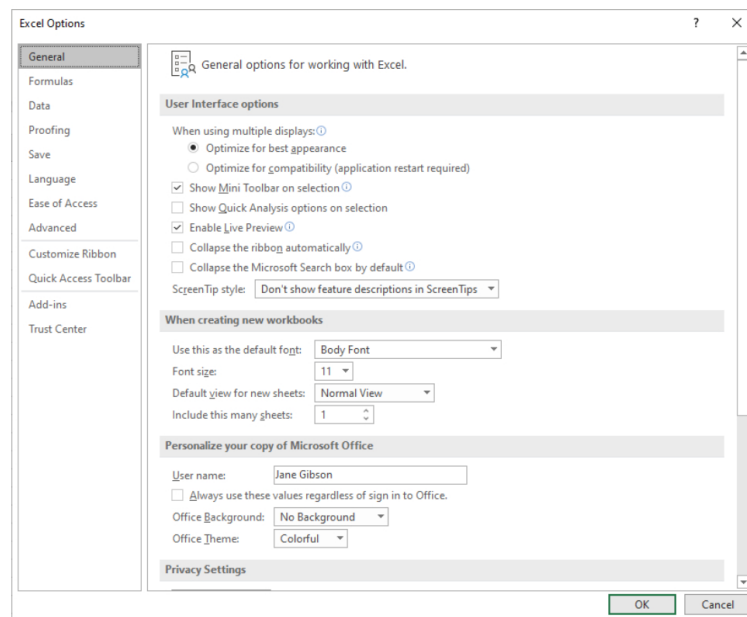 Excel Options
?
General
Formulas
Data
Proofing
Save
Language
Ease of Access
Advanced
Customize Ribbon
Quick Access Toolbar
Add-ins
Trust Center
General options for working with Excel.
User Interface options
When using multiple displays:
Optimize for best appearance
Optimize for compatibility (application restart required)
Show Mini Toolbar on selection
Show Quick Analysis options on selection
Enable Live Preview
Collapse the ribbon automatically
Collapse the Microsoft Search box by default
ScreenTip style: Don't show feature descriptions in ScreenTips
When creating new workbooks
Use this as the default font: Body Font
Font size: 11
Default view for new sheets: Normal View
Include this many sheets: 1
Personalize your copy of Microsoft Office
User name: Jane Gibson
Always use these values regardless of sign in to Office.
Office Background: No Background
Office Theme: Colorful
Privacy Settings
OK Cancel